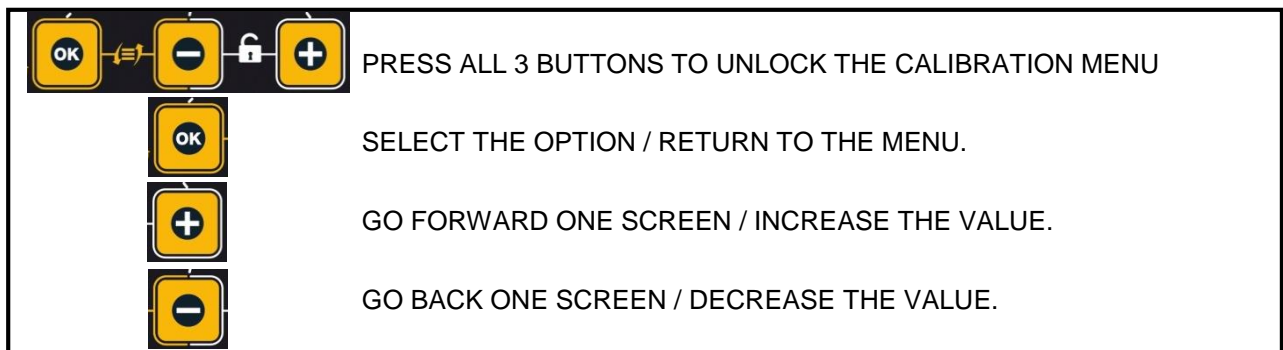 OK PRESS ALL 3 BUTTONS TO UNLOCK THE CALIBRATION MENU
OK SELECT THE OPTION / RETURN TO THE MENU.
GO FORWARD ONE SCREEN / INCREASE THE VALUE.
GO BACK ONE SCREEN / DECREASE THE VALUE.